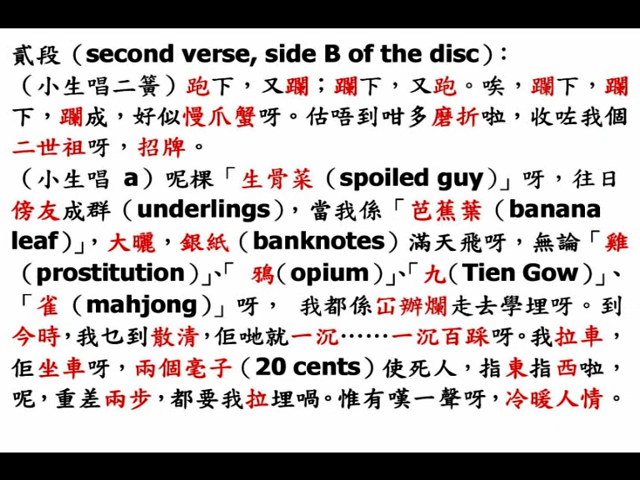 貳段（second verse, side B of the disc）：
（小生唱二簧）跑下，又躝；躝下，又跑。唉，躝下，躝
下，躝成，好似慢爪蟹呀。估唔到咁多磨折啦，收咗我個
二世祖呀，招牌。
（小生唱 a）呢棵「生骨菜（spoiled guy）」呀，往日
傍友成群（underlings），當我係「芭蕉葉（banana
leaf）」，大曬，銀紙（banknotes）滿天飛呀，無論「雞
（prostitution）」、「 鴉(opium）」、「九(Tien Gow）」、
「雀（mahjong）」呀， 我都係冚辦爛走去學埋呀。到
今時，我乜到散清，佢哋就一沉……一沉百踩呀。我拉車，
佢坐車呀，兩個毫子（20 cents）使死人，指東指西啦，
呢，重差兩步，都要我拉埋喎。惟有嘆一聲呀，冷暖人情。